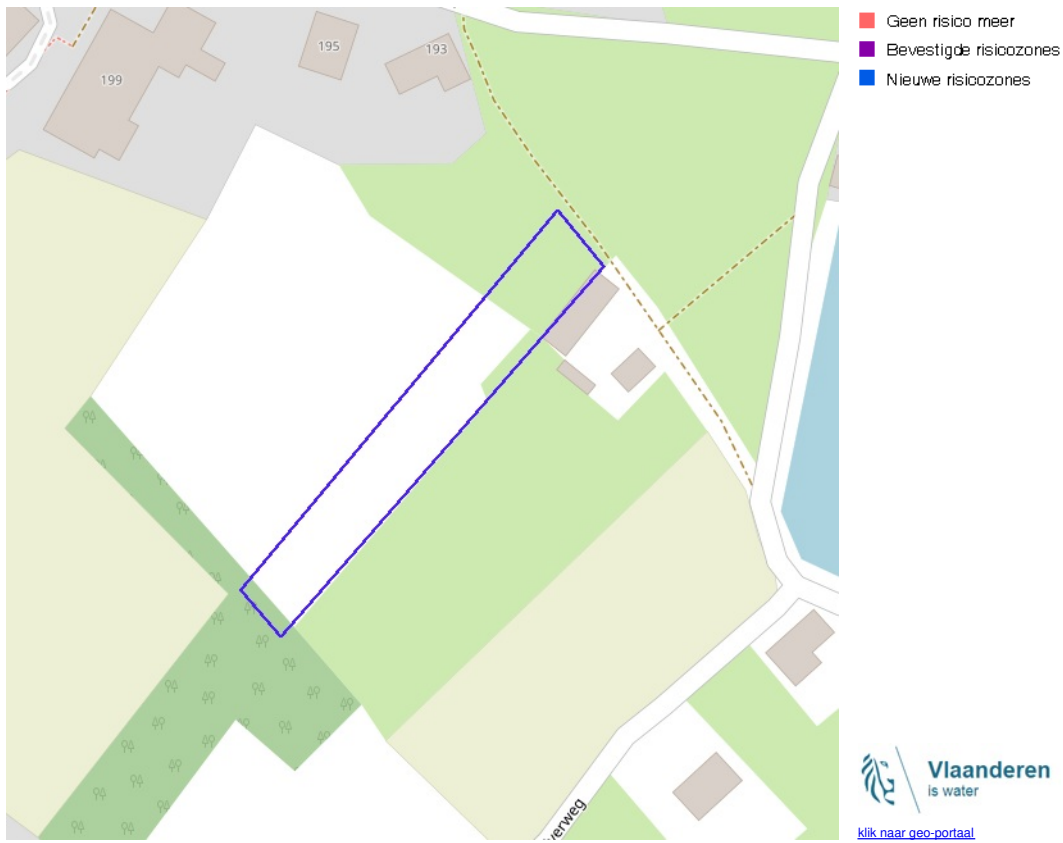 199
195
193
Geen risico meer
Bevestigde risicozones
Nieuwe risicozones
Vlaanderen
is water
klik naar geo-portaal